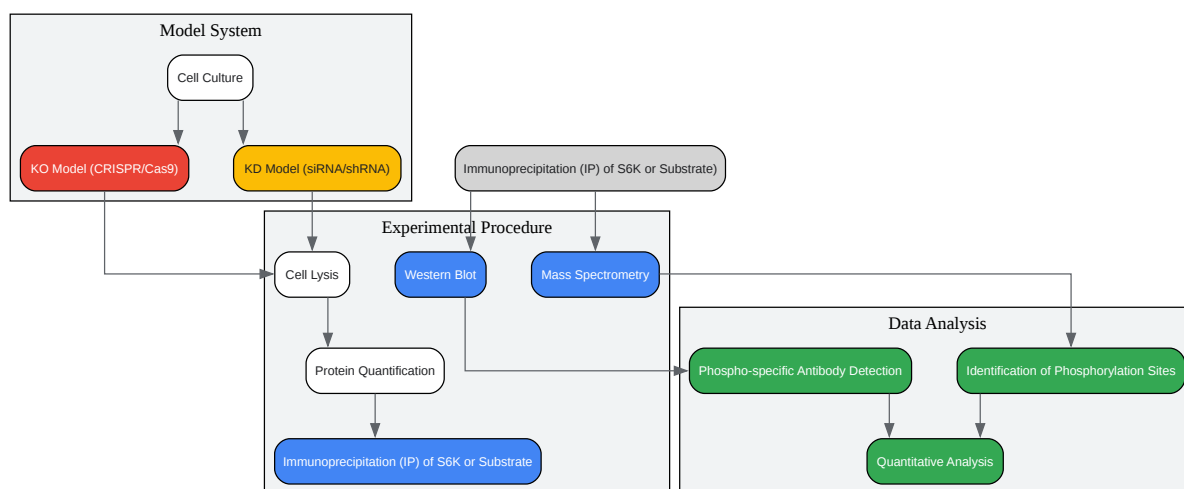 Model System
Cell Culture
KO Model (CRISPR/Cas9)
KD Model (siRNA/shRNA)
Immunoprecipitation (IP) of S6K or Substrate)
Experimental Procedure
Cell Lysis
Western Blot
Mass Spectrometry
Data Analysis
Protein Quantification
Phospho-specific Antibody Detection
Identification of Phosphorylation Sites
Immunoprecipitation (IP) of S6K or Substrate
Quantitative Analysis